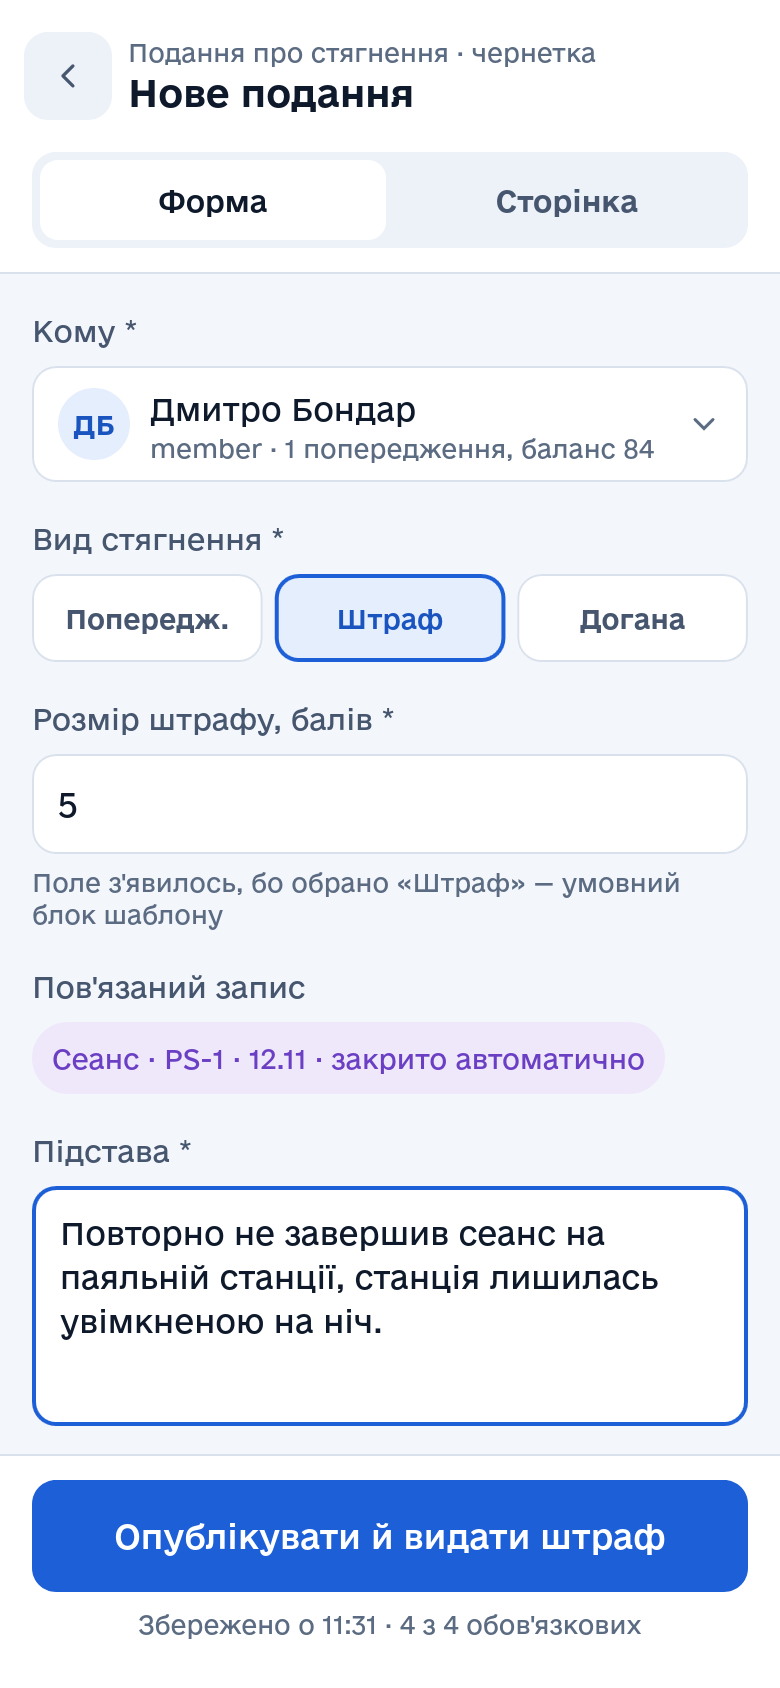 Подання про стягнення · чернетка
Нове подання
Форма
Сторінка
Кому *
ДБ
Дмитро Бондар
member · 1 попередження, баланс 84
Вид стягнення *
Попередж.
Штраф
Догана
Розмір штрафу, балів *
5
Поле з'явилось, бо обрано «Штраф» — умовний
блок шаблону
Пов'язаний запис
Сеанс · PS-1 · 12.11 · закрито автоматично
Підстава *
Повторно не завершив сеанс на
паяльній станції, станція лишилась
увімкненою на ніч.
Опублікувати й видати штраф
Збережено о 11:31 · 4 з 4 обов'язкових